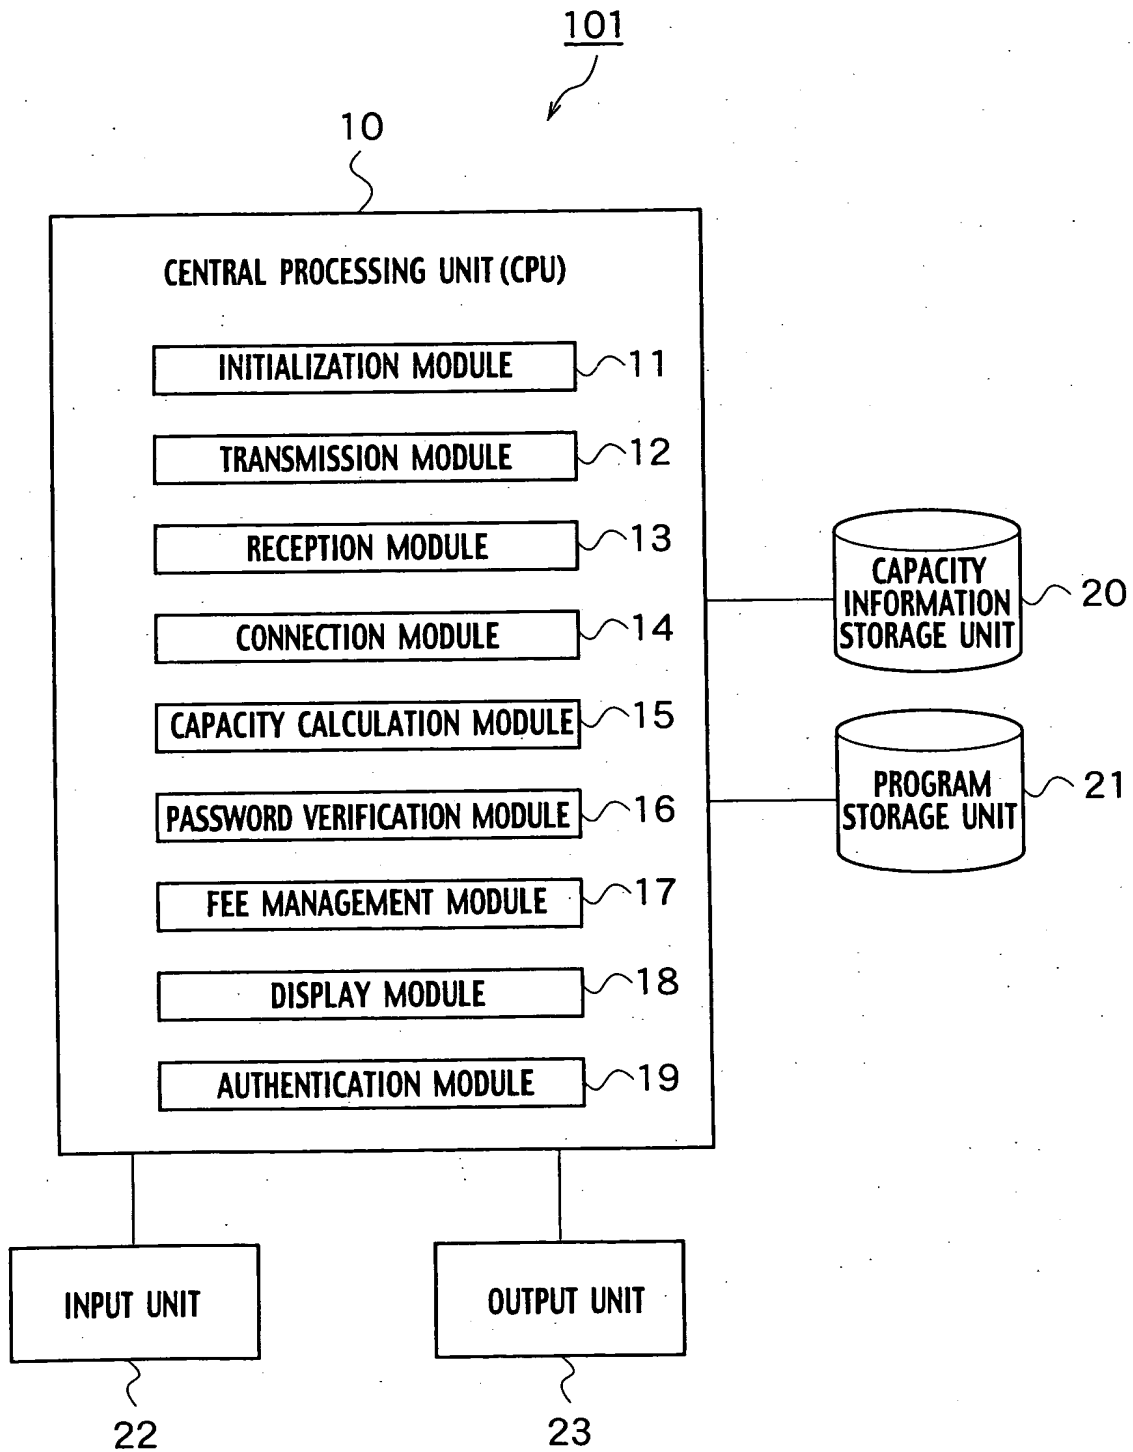 101
10
CENTRAL PROCESSING UNIT (CPU)
INITIALIZATION MODULE 11
TRANSMISSION MODULE 12
RECEPTION MODULE 13
CONNECTION MODULE 14
CAPACITY CALCULATION MODULE 15
PASSWORD VERIFICATION MODULE 16
FEE MANAGEMENT MODULE 17
DISPLAY MODULE 18
AUTHENTICATION MODULE 19
CAPACITY
INFORMATION
STORAGE UNIT
20
PROGRAM
STORAGE UNIT
21
INPUT UNIT
22
OUTPUT UNIT
23